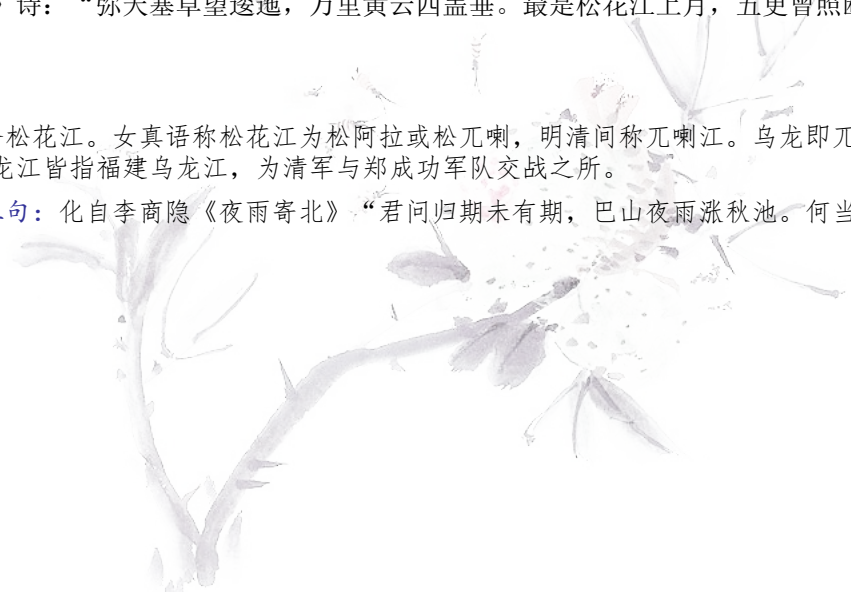 诗：“弥天塞草望逶迤，万里黄云四盖垂。最是松花江上月，五更曾照
松花江。女真语称松花江为松阿拉或松兀喇，明清间称兀喇江。乌龙即兀
龙江皆指福建乌龙江，为清军与郑成功军队交战之所。
句：化自李商隐《夜雨寄北》“君问归期未有期，巴山夜雨涨秋池。何当